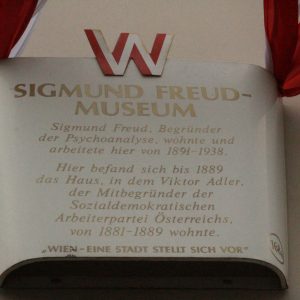 W
SIGMUND FREUD-
MUSEUM
Sigmund Freud, Begründer
der Psychoanalyse, wohnte und
arbeitete hier von 1891-1938.
Hier befand sich bis 1889
das Haus, in dem Viktor Adler,
der Mitbegründer der
Sozialdemokratischen
Arbeiterpartei Österreichs,
von 1881-1889 wohnte.
„WIEN - EINE STADT STELLT SICH VOR"